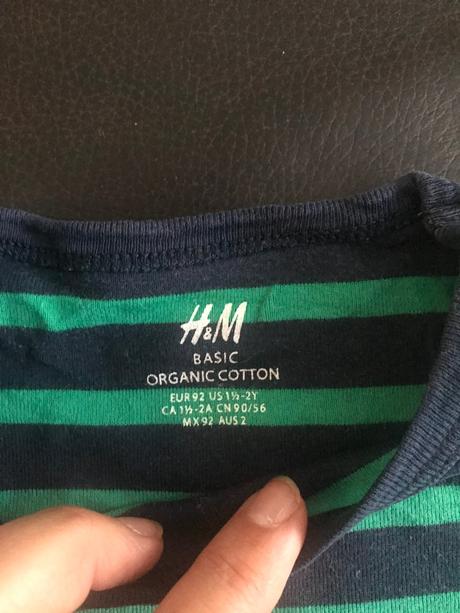 H&M
BASIC
ORGANIC COTTON
EUR 92 US 1½-2Y
CA 1½-2A CN 90/56
MX 92 AUS 2